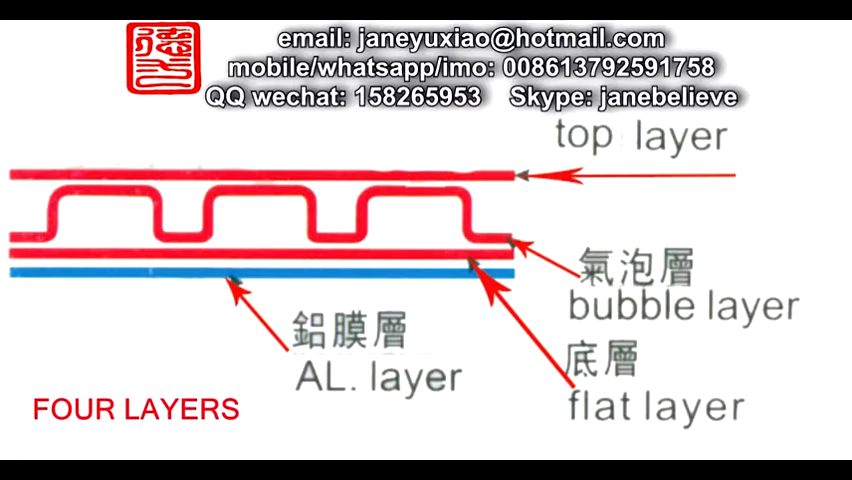 email: janeyuxiao@hotmail.com
mobile/whatsapp/imo: 008613792591758
QQ wechat: 158265953 Skype: janebelieve
top layer
氣泡層
bubble layer
鋁膜層
AL. layer
底層
flat layer
FOUR LAYERS